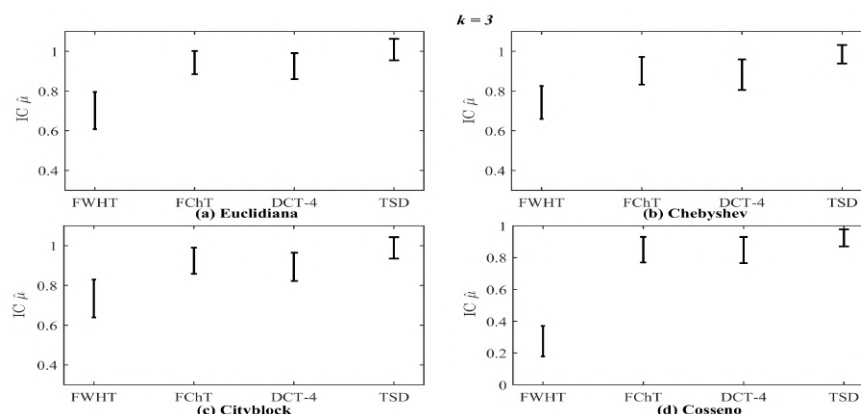 k = 3
1
0.8
0.6
0.4
IC μ̂
FWHT FChT DCT-4 TSD
(a) Euclidiana
1
0.8
0.6
0.4
IC μ̂
FWHT FChT DCT-4 TSD
(b) Chebyshev
1
0.8
0.6
0.4
IC μ̂
FWHT FChT DCT-4 TSD
(c) Cityblock
1
0.8
0.6
0.4
0.2
0
IC μ̂
FWHT FChT DCT-4 TSD
(d) Cosseno